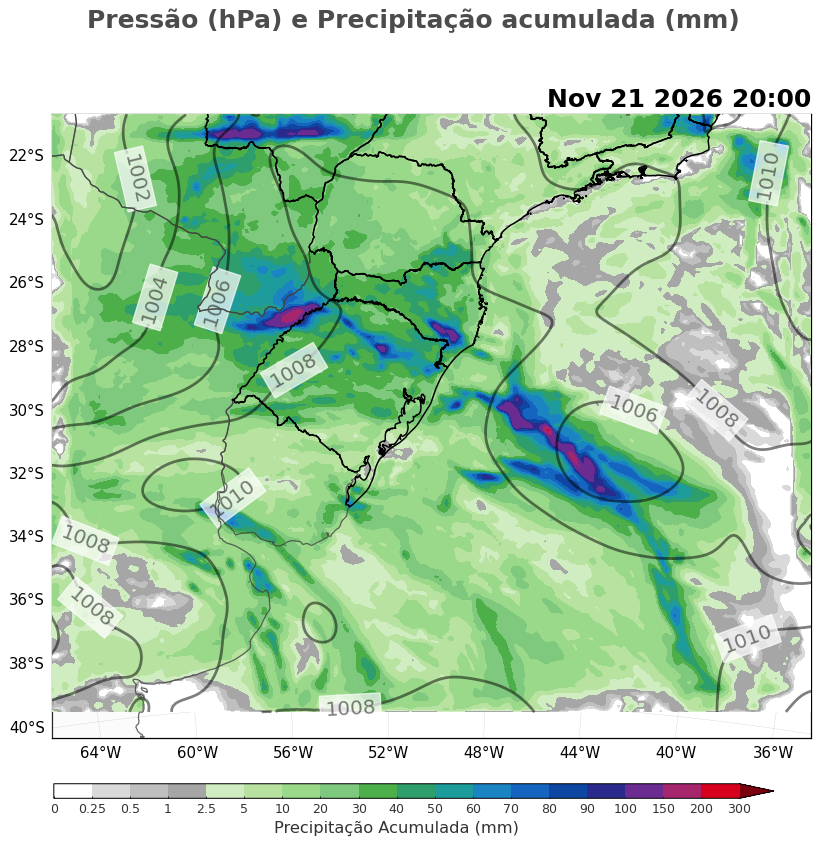 Pressão (hPa) e Precipitação acumulada (mm)
Nov 21 2026 20:00
22°S
24°S
26°S
28°S
30°S
32°S
34°S
36°S
38°S
40°S
1002
1004
1006
1008
1010
1008
1008
1010
1006
1008
1010
1008
64°W 60°W 56°W 52°W 48°W 44°W 40°W 36°W
0 0.25 0.5 1 2.5 5 10 20 30 40 50 60 70 80 90 100 150 200 300
Precipitação Acumulada (mm)